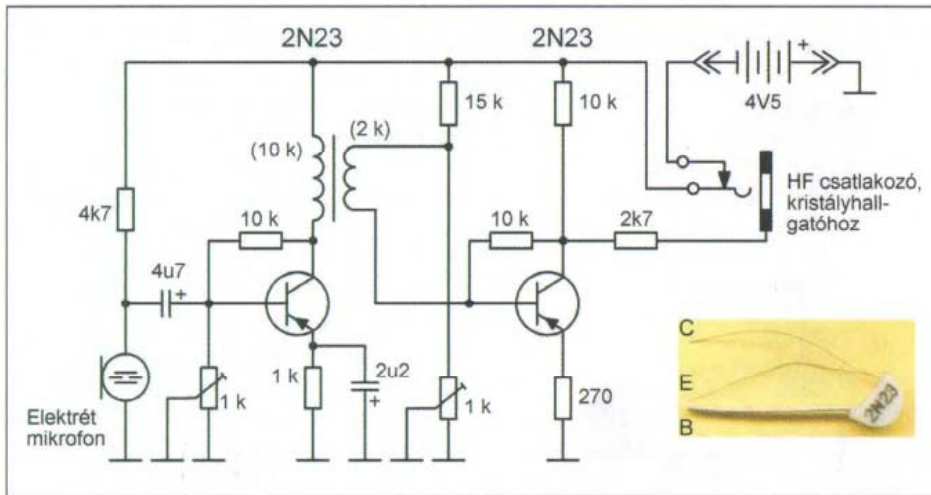 2N23
2N23
+
4V5
15 k
10 k
(10 k)
(2 k)
HF csatlakozó,
kristályhall-
gatóhoz
4k7
10 k
10 k
2k7
4u7
+
C
2u2
1 k
+
E
1 k
1 k
270
2N23
Elektrét
mikrofon
B